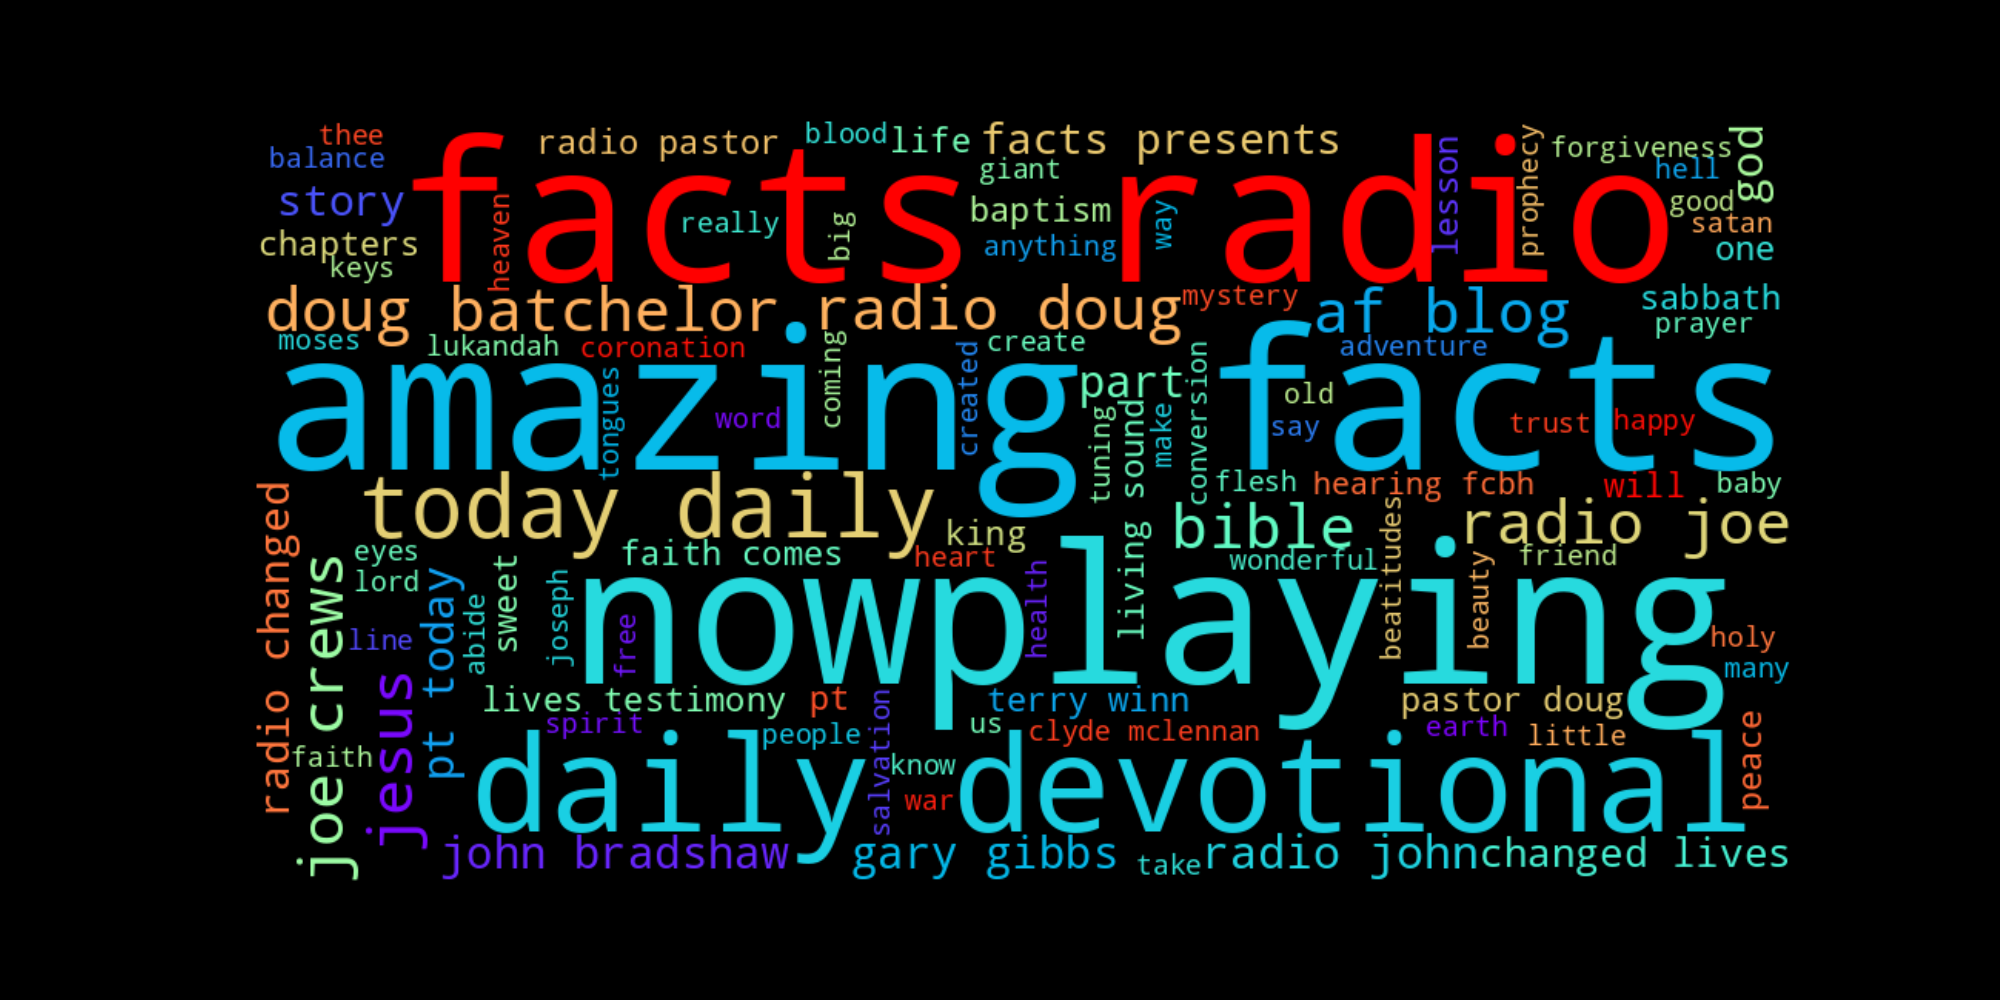 thee
radio pastor
blood
life
facts presents
forgiveness
god
balance
giant
hell
story
facts radio
lesson
prophecy
heaven
really
big
baptism
way
good
satan
chapters
anything
one
keys
doug batchelor
radio doug
mystery
af blog
sabbath
prayer
moses
lukandah
coronation
coming
created
create
adventure
amazing facts
tongues
word
part
conversion
old
tuning
living sound
make
say
trust
happy
today daily
flesh
hearing fcbh
will
baby
radio changed
king
bible
beatitudes
radio joe
eyes
faith comes
heart
wonderful
friend
joe crews
lord
pt today
abide
sweet
joseph
nowplaying
free
health
beauty
line
holy
many
jesus
lives testimony
pt
salvation
terry winn
pastor doug
spirit
people
us
clyde mclennan
earth
little
peace
faith
daily devotional
know
war
john bradshaw
gary gibbs
take
radio john
changed lives